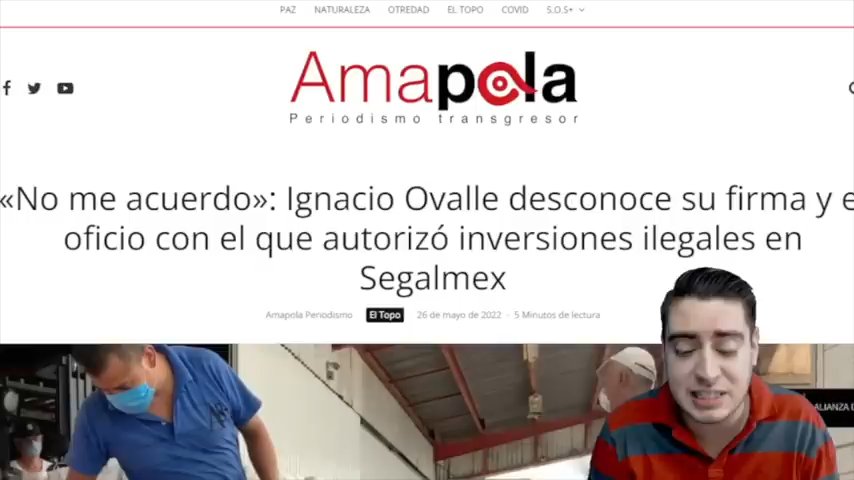 PAZ NATURALEZA OTREDAD EL TOPO COVID S.O.S+
Amapola
Periodismo transgresor
«No me acuerdo»: Ignacio Ovalle desconoce su firma y e
oficio con el que autorizó inversiones ilegales en
Segalmex
Amapola Periodismo El Topo 26 de mayo de 2022 - 5 Minutos de lectura
ALIANZA